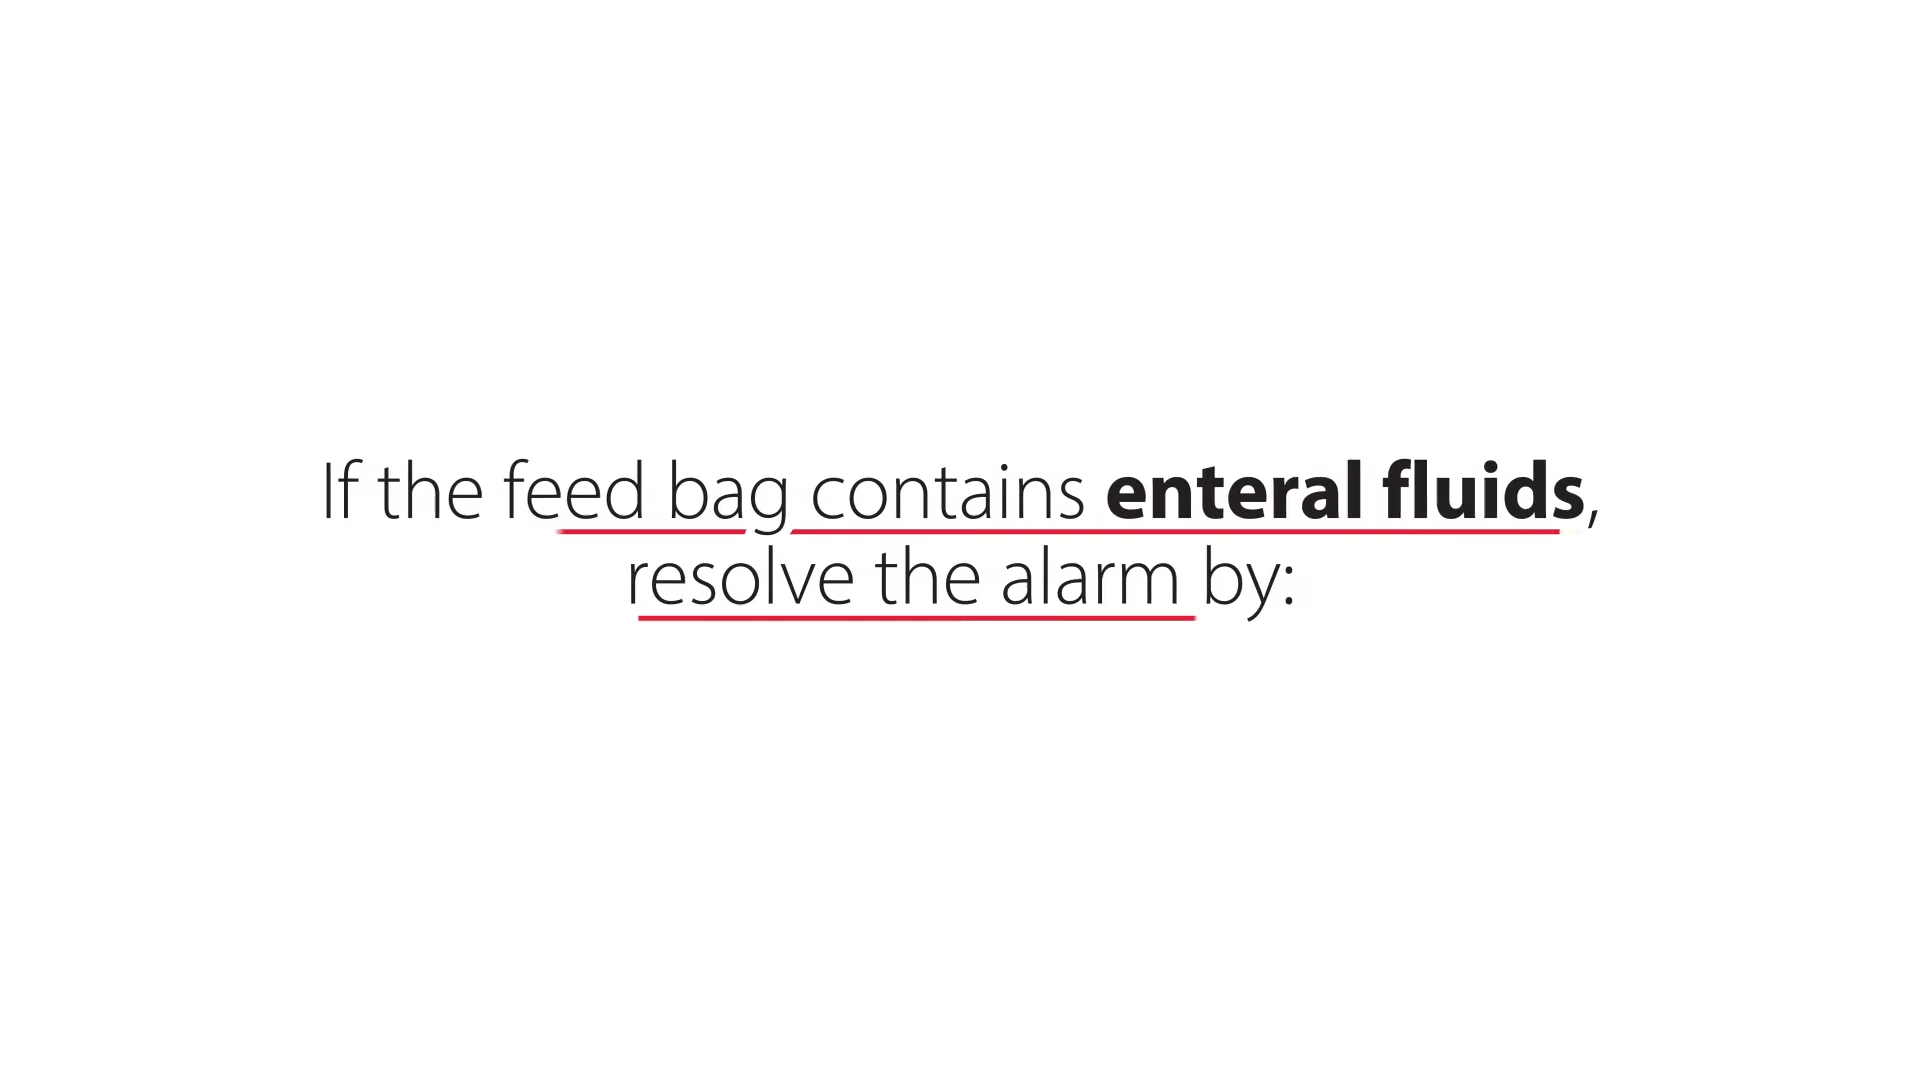 If the feed bag contains enteral fluids,
resolve the alarm by: